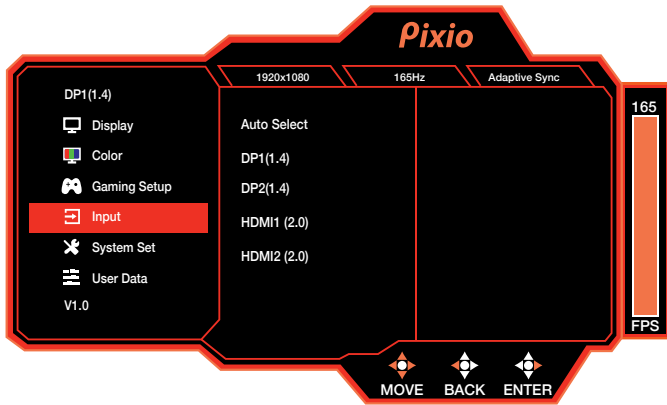 Pixio
1920x1080
165Hz
Adaptive Sync
DP1(1.4)
Display
Color
Gaming Setup
Input
System Set
User Data
V1.0
Auto Select
DP1(1.4)
DP2(1.4)
HDMI1 (2.0)
HDMI2 (2.0)
165
FPS
MOVE
BACK
ENTER